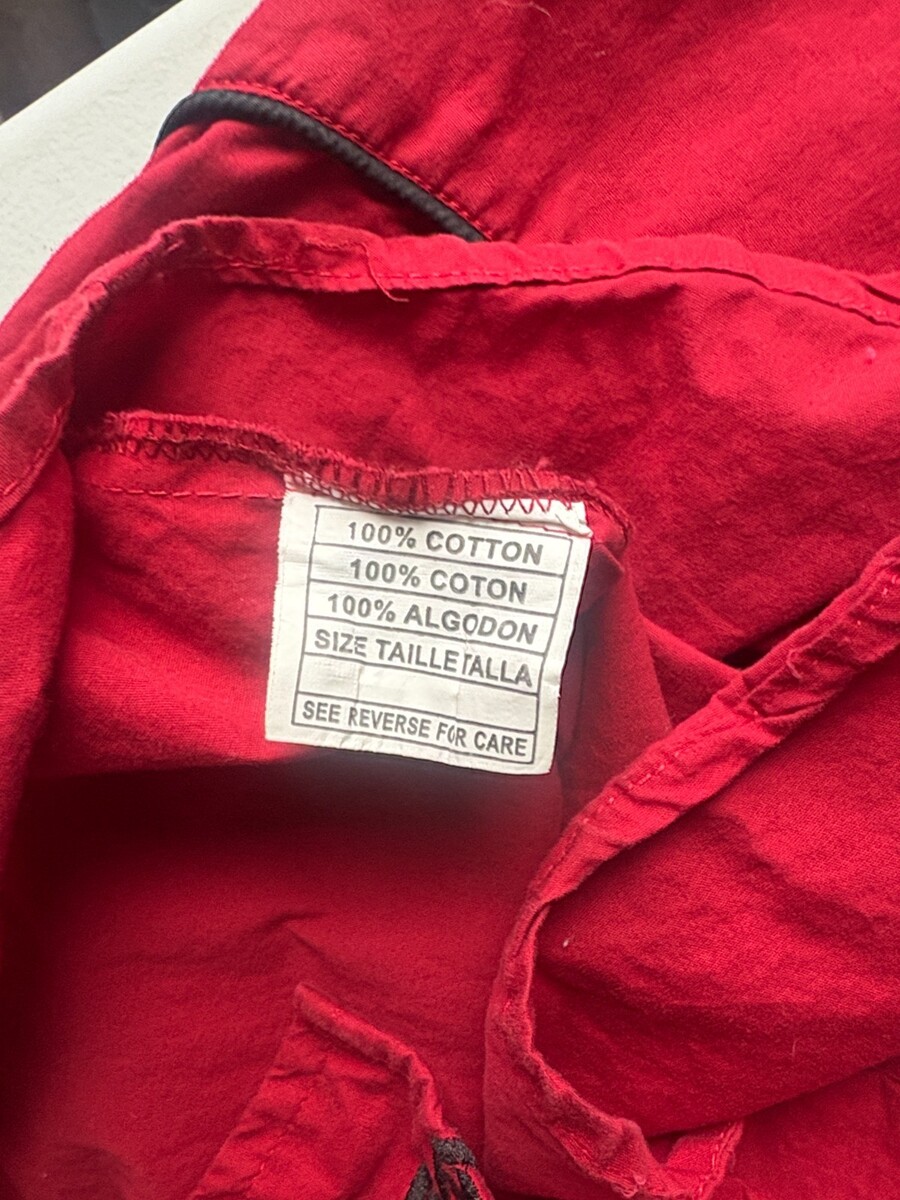 100% COTTON
100% COTON
100% ALGODON
SIZE TAILLE TALLA
SEE REVERSE FOR CARE